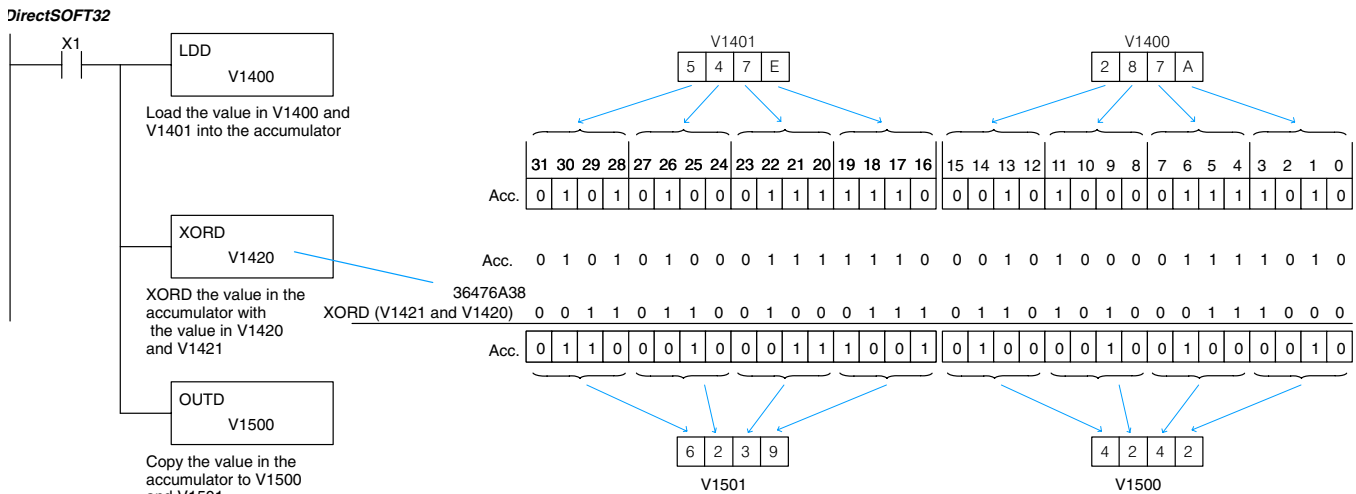 DirectSOFT32
X1
LDD
V1400
Load the value in V1400 and
V1401 into the accumulator
XORD
V1420
XORD the value in the
accumulator with
the value in V1420
and V1421
OUTD
V1500
Copy the value in the
accumulator to V1500
and V1501
V1401
5 4 7 E
V1400
2 8 7 A
31 30 29 28 27 26 25 24 23 22 21 20 19 18 17 16 15 14 13 12 11 10 9 8 7 6 5 4 3 2 1 0
Acc. 0 1 0 1 0 1 0 0 0 1 1 1 1 1 1 0 0 0 1 0 1 0 0 0 0 1 1 1 1 0 1 0
Acc. 0 1 0 1 0 1 0 0 0 1 1 1 1 1 1 0 0 0 1 0 1 0 0 0 0 1 1 1 1 0 1 0
36476A38
XORD (V1421 and V1420) 0 0 1 1 0 1 1 0 0 1 0 0 0 1 1 1 0 1 1 0 1 0 1 0 0 0 1 1 1 0 0 0
Acc. 0 1 1 0 0 0 1 0 0 0 1 1 1 0 0 1 0 1 0 0 0 0 1 0 0 1 0 0 0 0 1 0
6 2 3 9
V1501
4 2 4 2
V1500